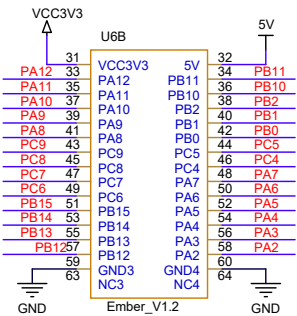 VCC3V3
U6B
5V
31 VCC3V3 5V 32
PA12 33 PA12 PB11 34 PB11
PA11 35 PA11 PB10 36 PB10
PA10 37 PA10 PB2 38 PB2
PA9 39 PA9 PB1 40 PB1
PA8 41 PA8 PB0 42 PB0
PC9 43 PC9 PC5 44 PC5
PC8 45 PC8 PC4 46 PC4
PC7 47 PC7 PA7 48 PA7
PC6 49 PC6 PA6 50 PA6
PB15 51 PB15 PA5 52 PA5
PB14 53 PB14 PA4 54 PA4
PB13 55 PB13 PA3 56 PA3
PB12 57 PB12 PA2 58 PA2
59 GND3 GND4 60
63 NC3 NC4 64
GND Ember_V1.2 GND